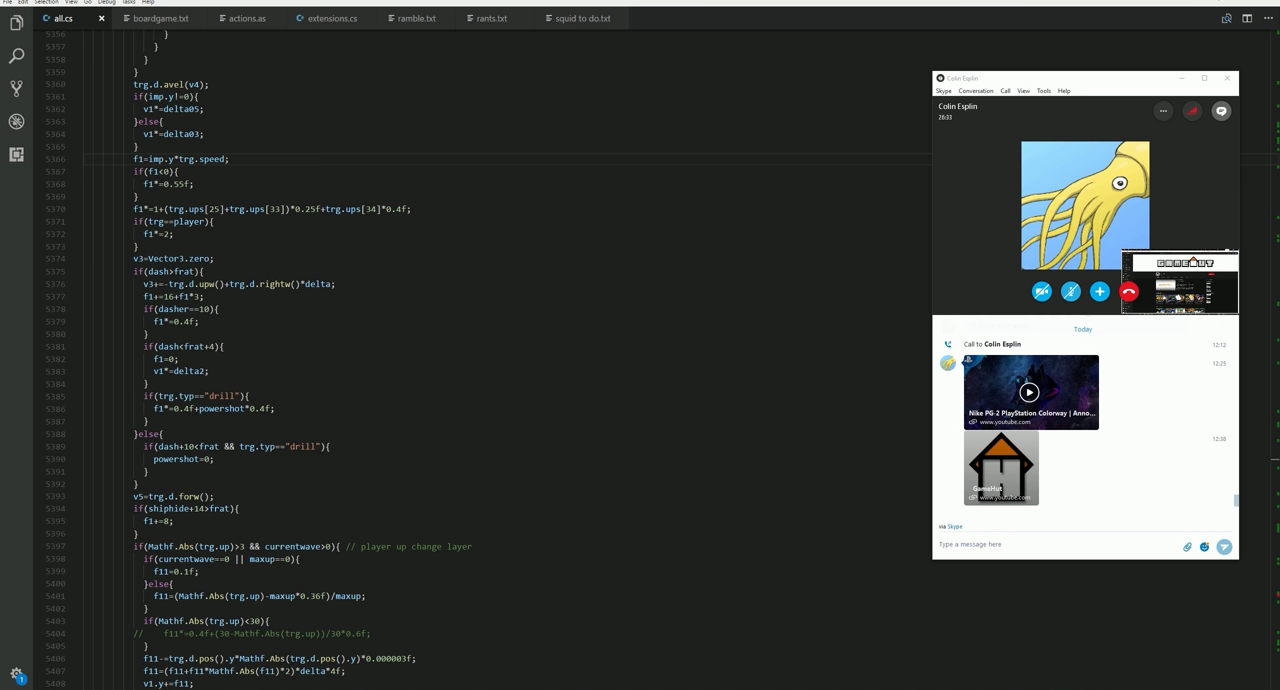 File Edit Selection View Go Debug Tasks Help
all.cs boardgame.txt actions.as extensions.cs ramble.txt rants.txt squid to do.txt
5356 }
5357 }
5358 }
5359 }
5360 trg.d.avel(v4);
5361 if(imp.y!=0){
5362 v1*=delta05;
5363 }else{
5364 v1*=delta03;
5365 }
5366 f1=imp.y*trg.speed;
5367 if(f1<0){
5368 f1*=0.55f;
5369 }
5370 f1*=1+(trg.ups[25]+trg.ups[33])*0.25f+trg.ups[34]*0.4f;
5371 if(trg==player){
5372 f1*=2;
5373 }
5374 v3=Vector3.zero;
5375 if(dash>frat){
5376 v3+=-trg.d.upw()+trg.d.rightw()*delta;
5377 f1+=16+f1*3;
5378 if(dasher==10){
5379 f1*=0.4f;
5380 }
5381 if(dash<frat+4){
5382 f1=0;
5383 v1*=delta2;
5384 }
5385 if(trg.typ=="drill"){
5386 f1*=0.4f+powershot*0.4f;
5387 }
5388 }else{
5389 if(dash+10<frat && trg.typ=="drill"){
5390 powershot=0;
5391 }
5392 }
5393 v5=trg.d.forw();
5394 if(shiphide+14>frat){
5395 f1+=8;
5396 }
5397 if(Mathf.Abs(trg.up)>3 && currentwave>0){ // player up change layer
5398 if(currentwave==0 || maxup==0){
5399 f11=0.1f;
5400 }else{
5401 f11=(Mathf.Abs(trg.up)-maxup*0.36f)/maxup;
5402 }
5403 if(Mathf.Abs(trg.up)<30){
5404 // f11*=0.4f+(30-Mathf.Abs(trg.up))/30*0.6f;
5405 }
5406 f11-=trg.d.pos().y*Mathf.Abs(trg.d.pos().y)*0.000003f;
5407 f11=(f11+f11*Mathf.Abs(f11)*2)*delta*4f;
5408 v1.y+=f11;
1
Colin Esplin
Skype Conversation Call View Tools Help
Colin Esplin
26:33
GAMEHUT
Today
Call to Colin Esplin 12:12
12:25
Nike PG-2 PlayStation Colorway | Anno...
www.youtube.com
12:38
GameHut
www.youtube.com
via Skype
Type a message here